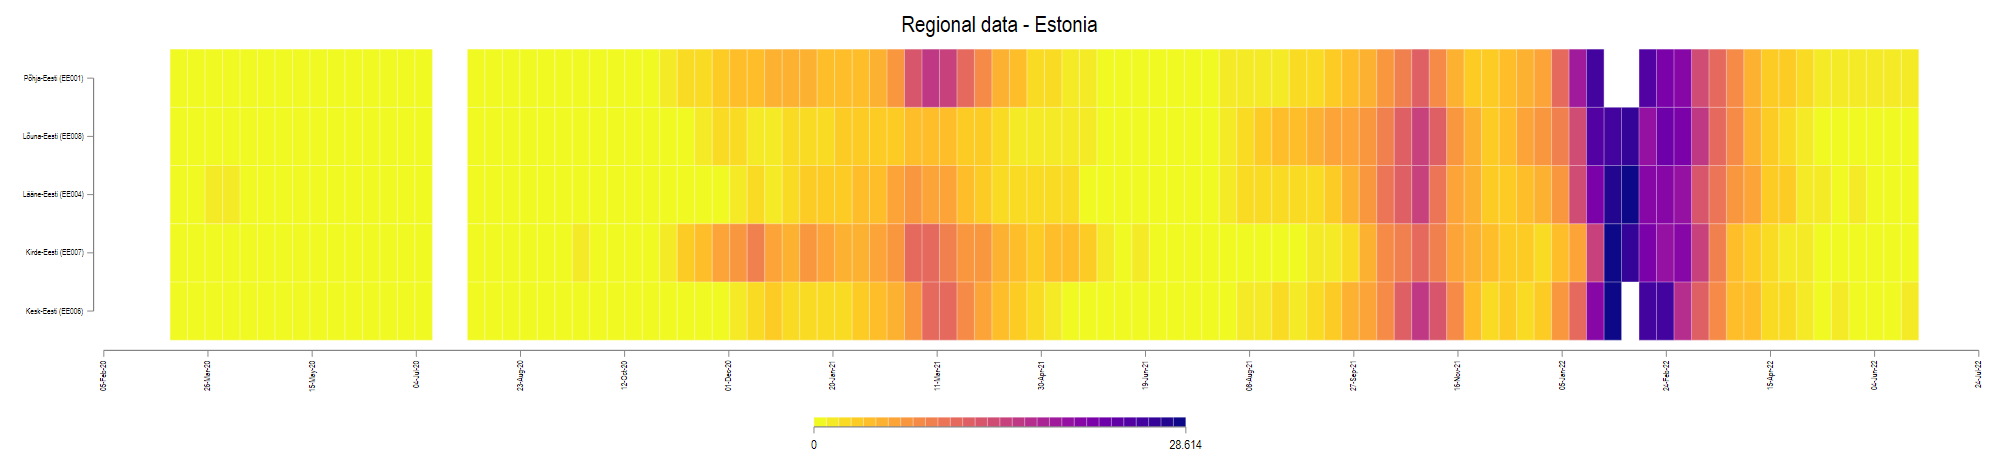 Regional data - Estonia
Põhja-Eesti (EE001)
Lõuna-Eesti (EE008)
Lääne-Eesti (EE004)
Kirde-Eesti (EE007)
Kesk-Eesti (EE006)
05-Feb-20
26-Mar-20
15-May-20
04-Jul-20
23-Aug-20
12-Oct-20
01-Dec-20
20-Jan-21
11-Mar-21
30-Apr-21
19-Jun-21
08-Aug-21
27-Sep-21
16-Nov-21
05-Jan-22
24-Feb-22
15-Apr-22
04-Jun-22
24-Jul-22
0
28.614